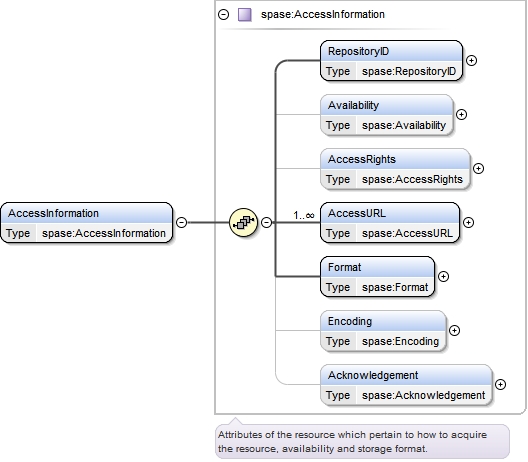 spase:AccessInformation
RepositoryID
Type spase:RepositoryID
Availability
Type spase:Availability
AccessRights
Type spase:AccessRights
AccessInformation
Type spase:AccessInformation
1..∞
AccessURL
Type spase:AccessURL
Format
Type spase:Format
Encoding
Type spase:Encoding
Acknowledgement
Type spase:Acknowledgement
Attributes of the resource which pertain to how to acquire
the resource, availability and storage format.